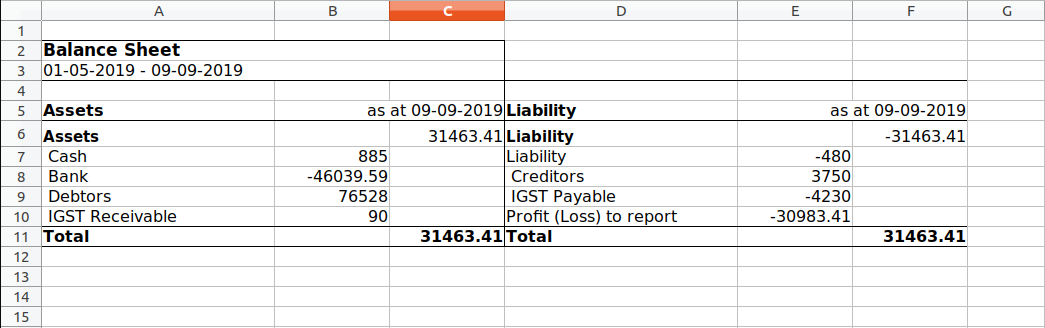 A B C D E F G
1
2 Balance Sheet
3 01-05-2019 - 09-09-2019
4
5 Assets as at 09-09-2019 Liability as at 09-09-2019
6 Assets 31463.41 Liability -31463.41
7 Cash 885 Liability -480
8 Bank -46039.59 Creditors 3750
9 Debtors 76528 IGST Payable -4230
10 IGST Receivable 90 Profit (Loss) to report -30983.41
11 Total 31463.41 Total 31463.41
12
13
14
15